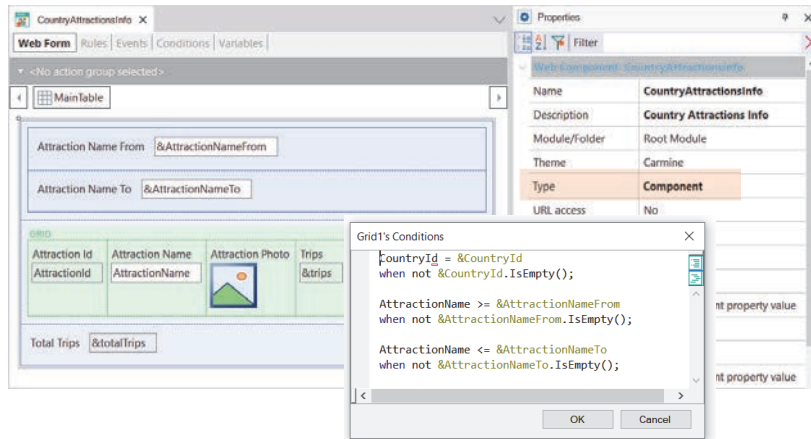 CountryAttractionsInfo X
Web Form | Rules | Events | Conditions | Variables |
<No action group selected>
MainTable
Attraction Name From &AttractionNameFrom
Attraction Name To &AttractionNameTo
GRID
Attraction Id Attraction Name Attraction Photo Trips
AttractionId AttractionName &trips
Total Trips &totalTrips
Properties
Filter
Web Component: CountryAttractionsInfo
Name CountryAttractionsInfo
Description Country Attractions Info
Module/Folder Root Module
Theme Carmine
Type Component
URL access No
nt property value
nt property value
Grid1's Conditions
CountryId = &CountryId
when not &CountryId.IsEmpty();
AttractionName >= &AttractionNameFrom
when not &AttractionNameFrom.IsEmpty();
AttractionName <= &AttractionNameTo
when not &AttractionNameTo.IsEmpty();
OK Cancel